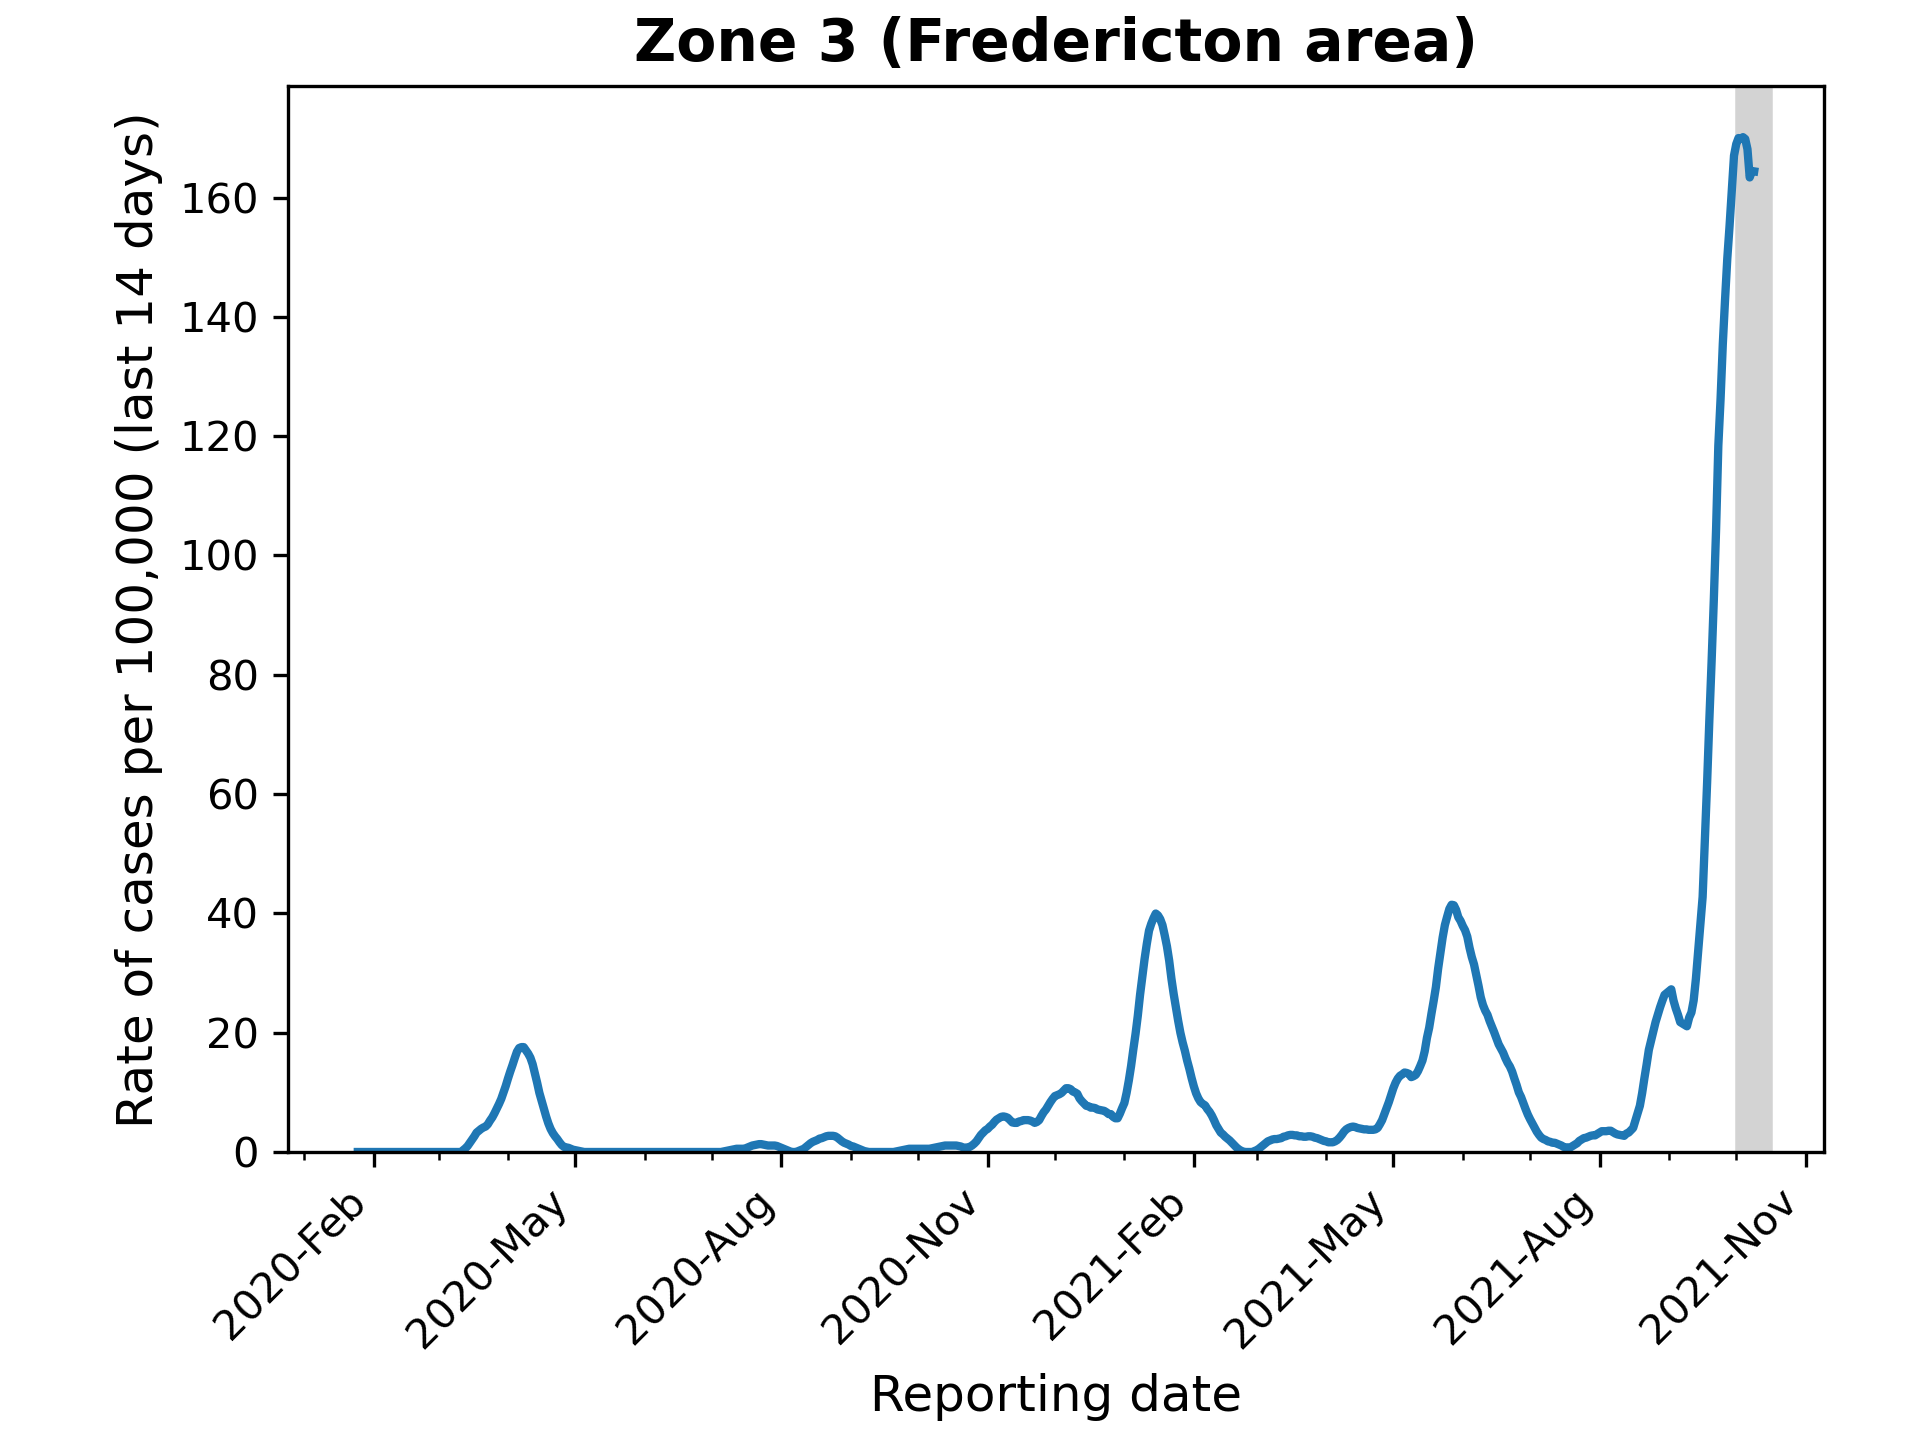 Zone 3 (Fredericton area)
Rate of cases per 100,000 (last 14 days)
160
140
120
100
80
60
40
20
0
2020-Feb
2020-May
2020-Aug
2020-Nov
2021-Feb
2021-May
2021-Aug
2021-Nov
Reporting date